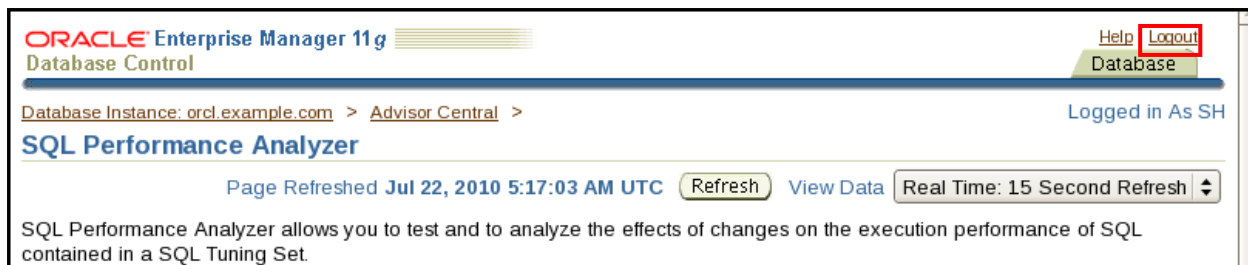 ORACLE Enterprise Manager 11g
Database Control
Help Logout
Database
Database Instance: orcl.example.com > Advisor Central >
Logged in As SH
SQL Performance Analyzer
Page Refreshed Jul 22, 2010 5:17:03 AM UTC Refresh View Data Real Time: 15 Second Refresh
SQL Performance Analyzer allows you to test and to analyze the effects of changes on the execution performance of SQL
contained in a SQL Tuning Set.